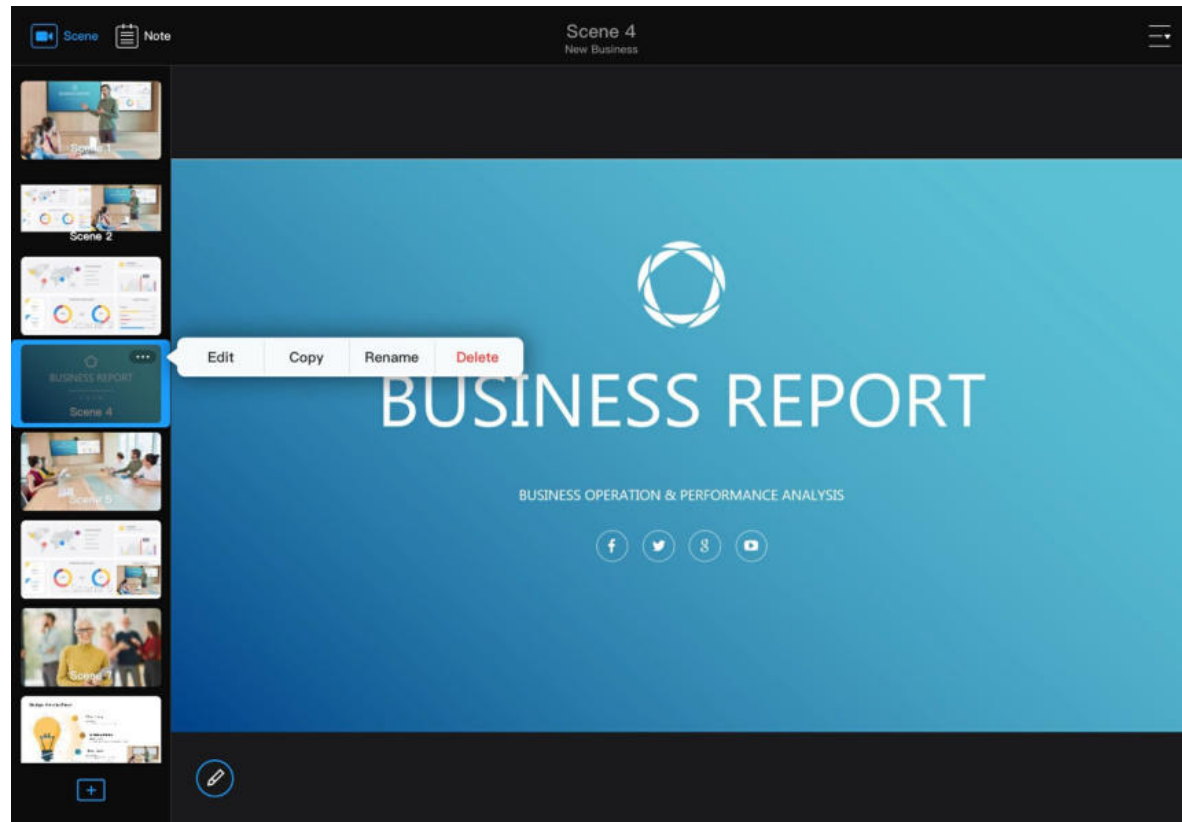 Scene
Note
Scene 4
New Business
Scene 1
Scene 2
BUSINESS REPORT
Scene 4
Scene 5
Scene 7
Edit
Copy
Rename
Delete
BUSINESS REPORT
BUSINESS OPERATION & PERFORMANCE ANALYSIS